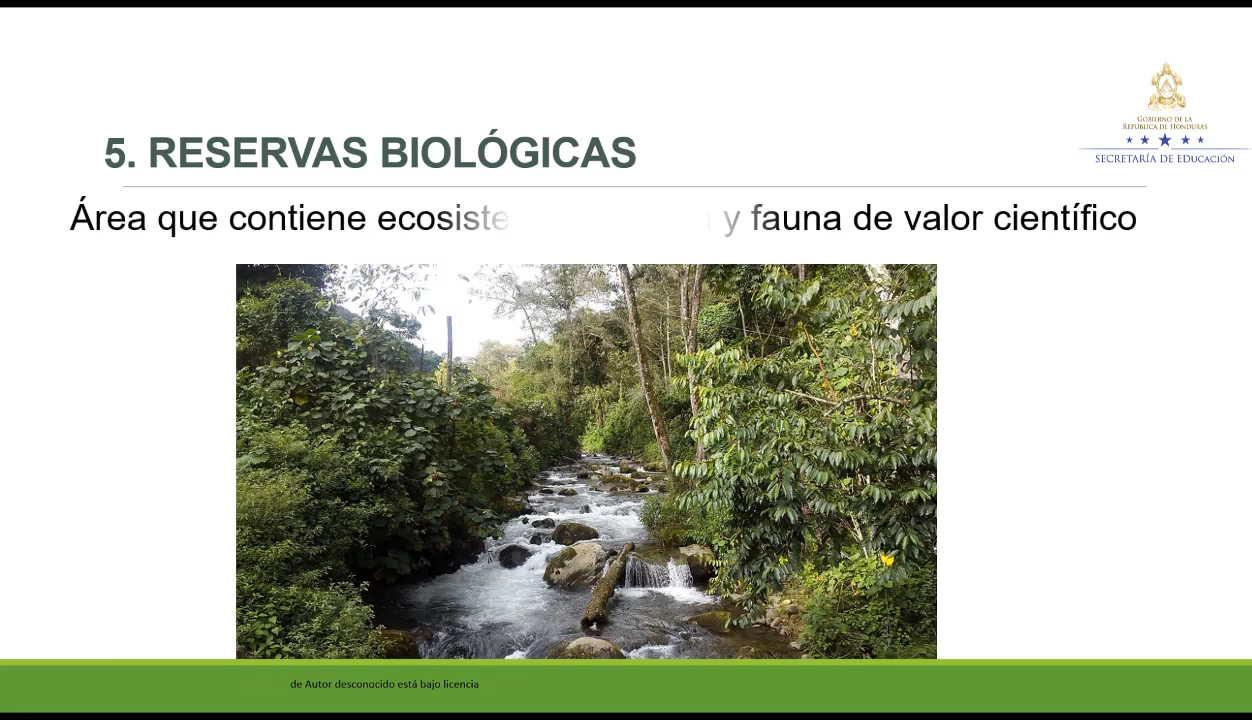 5. RESERVAS BIOLÓGICAS
GOBIERNO DE LA
REPÚBLICA DE HONDURAS
SECRETARÍA DE EDUCACIÓN
Área que contiene ecosiste y fauna de valor científico
de Autor desconocido está bajo licencia